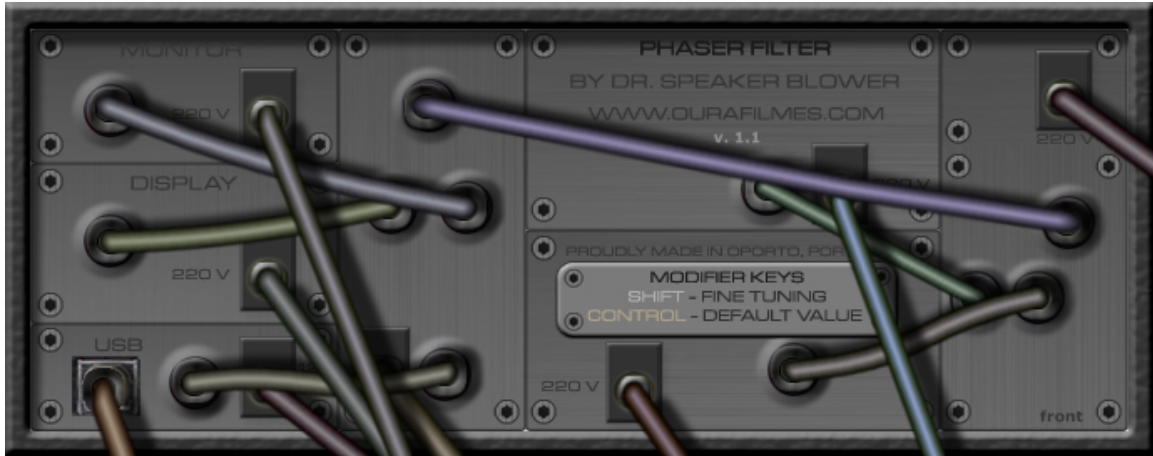 MONITOR
220 V
DISPLAY
220 V
USB
PHASER FILTER
BY DR. SPEAKER BLOWER
WWW.OURAFILMES.COM
v. 1.1
PROUDLY MADE IN OPORTO,
MODIFIER KEYS
SHIFT - FINE TUNING
CONTROL - DEFAULT VALUE
220 V
220 V
front